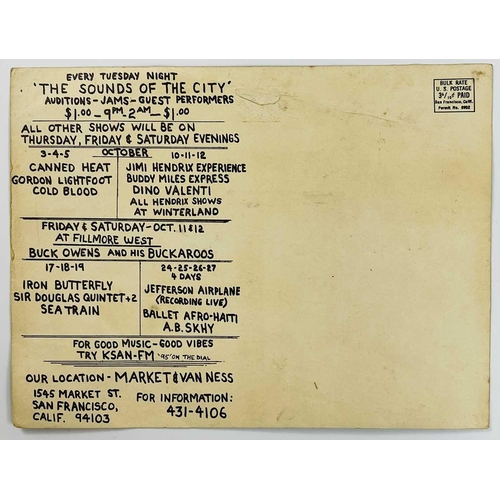 EVERY TUESDAY NIGHT
'THE SOUNDS OF THE CITY'
AUDITIONS-JAMS-GUEST PERFORMERS
$1.00-9PM-2AM-$1.00
ALL OTHER SHOWS WILL BE ON
THURSDAY, FRIDAY & SATURDAY EVENINGS
OCTOBER
3-4-5
CANNED HEAT
GORDON LIGHTFOOT
COLD BLOOD
10-11-12
JIMI HENDRIX EXPERIENCE
BUDDY MILES EXPRESS
DINO VALENTI
ALL HENDRIX SHOWS
AT WINTERLAND
FRIDAY & SATURDAY-OCT. 11 & 12
AT FILLMORE WEST
BUCK OWENS AND HIS BUCKAROOS
17-18-19
IRON BUTTERFLY
SIR DOUGLAS QUINTET+2
SEA TRAIN
24-25-26-27
4 DAYS
JEFFERSON AIRPLANE
(RECORDING LIVE)
BALLET AFRO-HAITI
A.B. SKHY
FOR GOOD MUSIC-GOOD VIBES
TRY KSAN-FM '95' ON THE DIAL
OUR LOCATION-MARKET & VAN NESS
1545 MARKET ST.
SAN FRANCISCO,
CALIF. 94103
FOR INFORMATION:
431-4106
BULK RATE
U. S. POSTAGE
PAID
San Francisco, Calif.
Permit No.